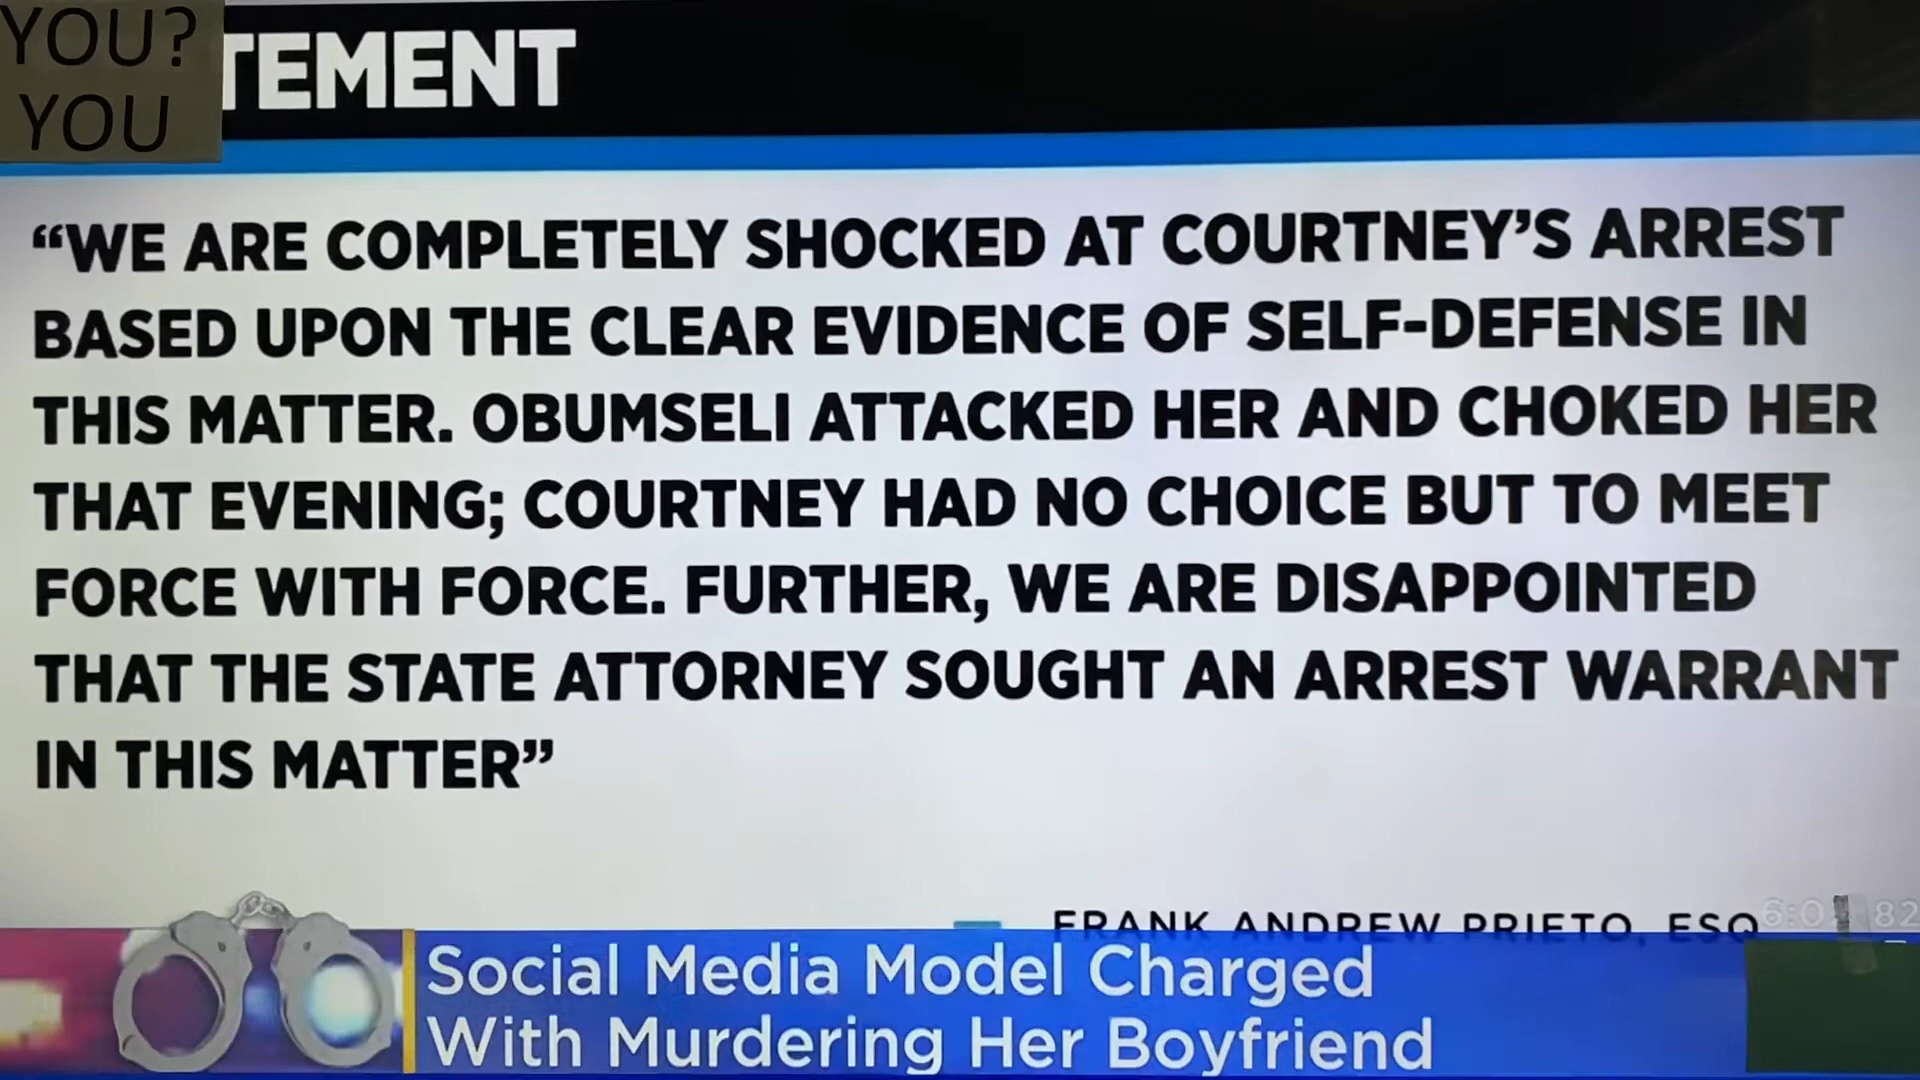 YOU?
YOU
TEMENT
“WE ARE COMPLETELY SHOCKED AT COURTNEY’S ARREST
BASED UPON THE CLEAR EVIDENCE OF SELF-DEFENSE IN
THIS MATTER. OBUMSELI ATTACKED HER AND CHOKED HER
THAT EVENING; COURTNEY HAD NO CHOICE BUT TO MEET
FORCE WITH FORCE. FURTHER, WE ARE DISAPPOINTED
THAT THE STATE ATTORNEY SOUGHT AN ARREST WARRANT
IN THIS MATTER”
FRANK ANDREW PRIETO, ESQ
82
Social Media Model Charged
With Murdering Her Boyfriend